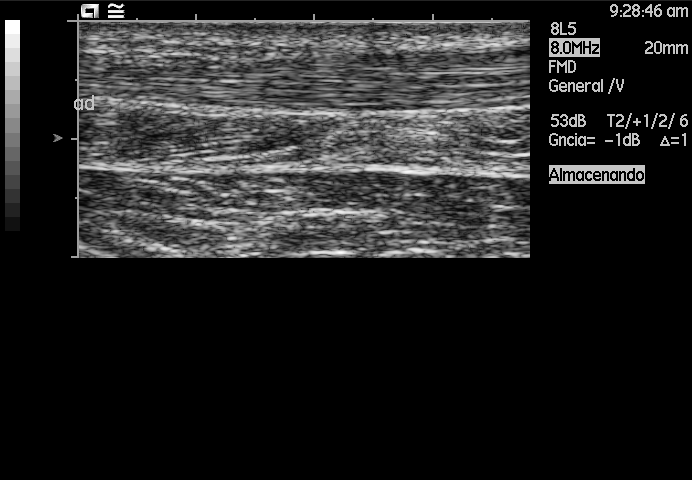 9:28:46 am
8L5
8.0MHz 20mm
FMD
General /V
ad
53dB T2/+1/2/ 6
Gncia= -1dB Δ=1
Almacenando